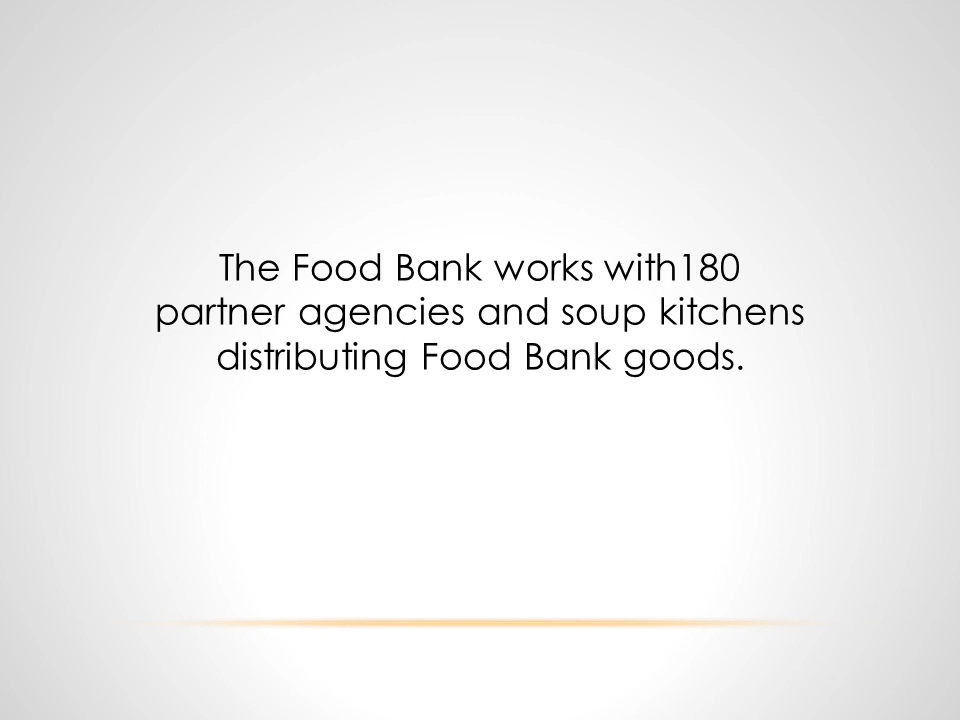 The Food Bank works with180
partner agencies and soup kitchens
distributing Food Bank goods.